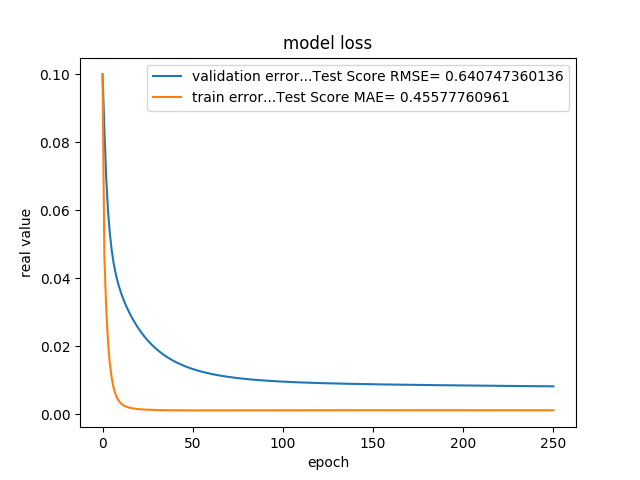 model loss
validation error...Test Score RMSE= 0.640747360136
train error...Test Score MAE= 0.45577760961
real value
0.10
0.08
0.06
0.04
0.02
0.00
0 50 100 150 200 250
epoch